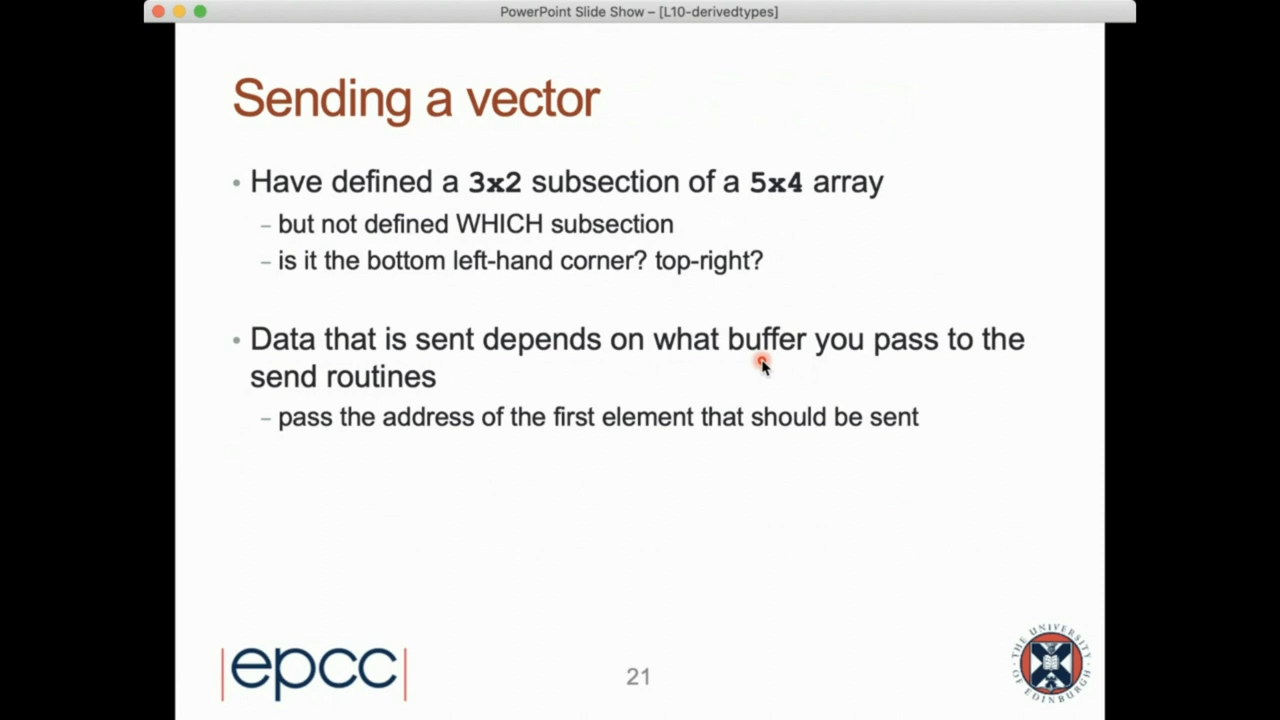 PowerPoint Slide Show – [L10-derivedtypes]
Sending a vector
• Have defined a 3x2 subsection of a 5x4 array
– but not defined WHICH subsection
– is it the bottom left-hand corner? top-right?
• Data that is sent depends on what buffer you pass to the
send routines
– pass the address of the first element that should be sent
epcc
21
THE UNIVERSITY
OF EDINBURGH